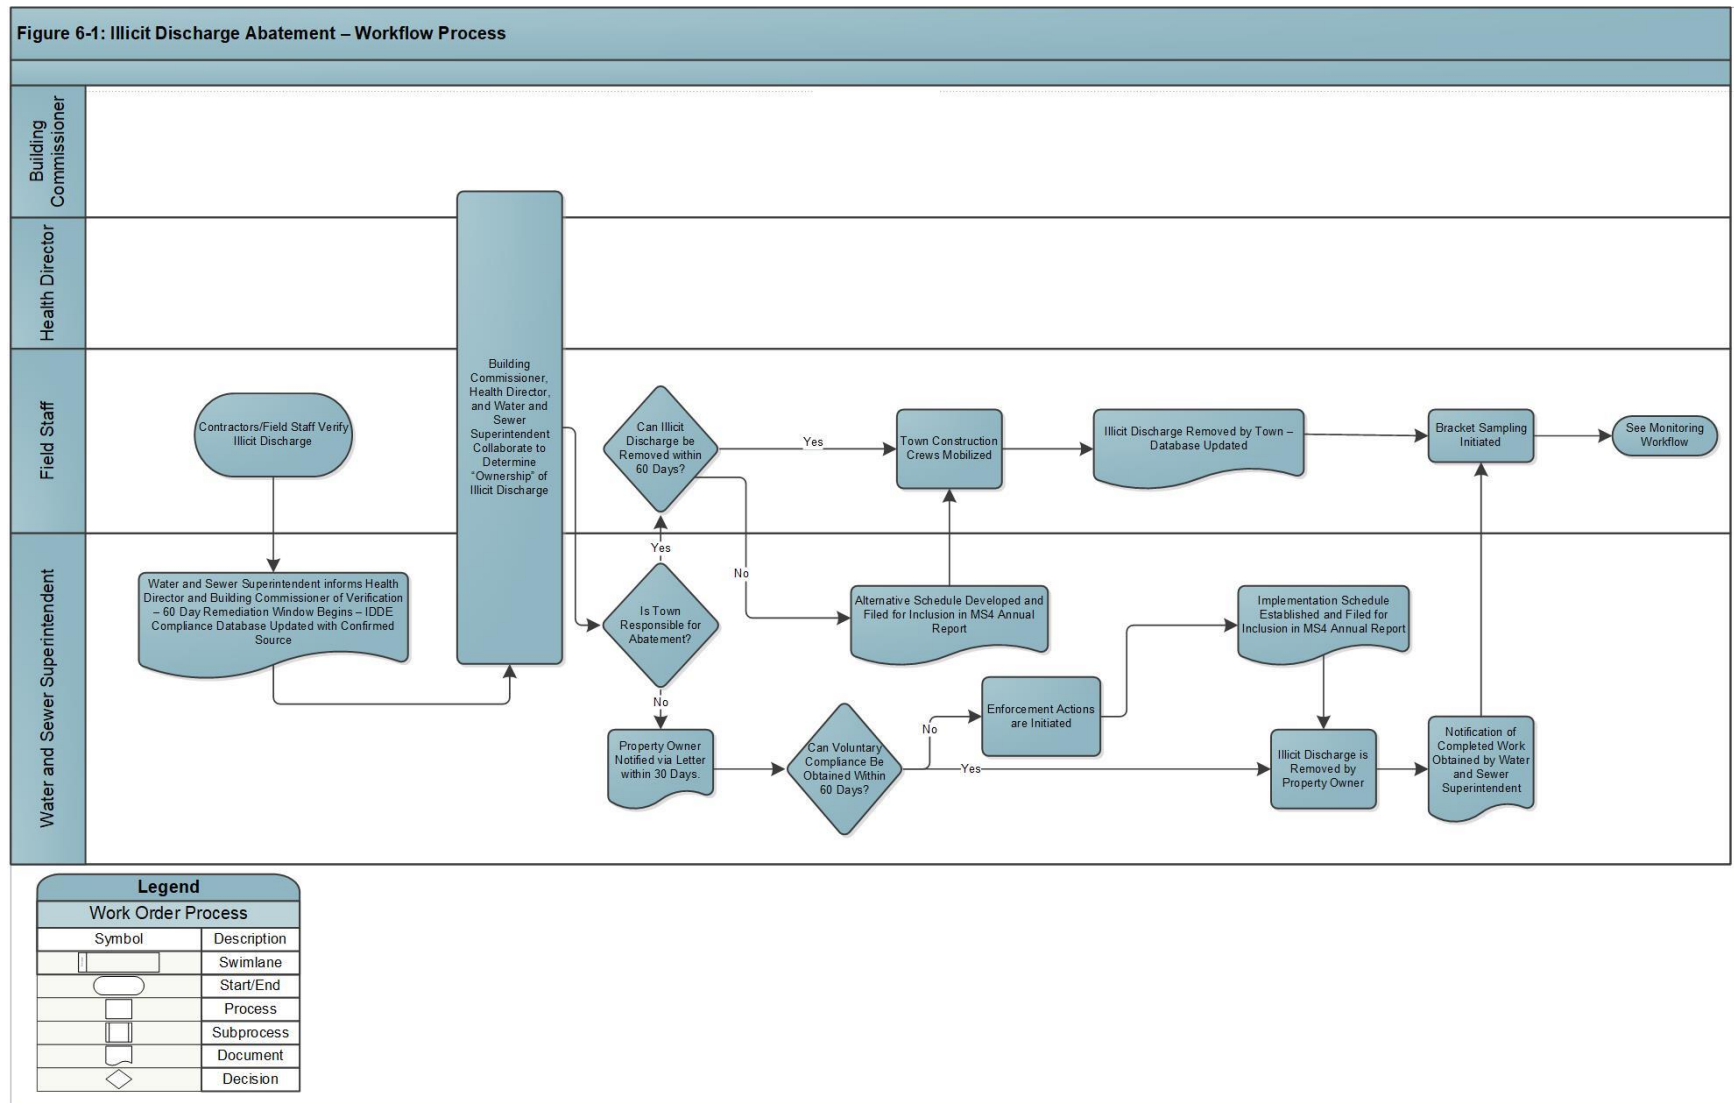 Figure 6-1: Illicit Discharge Abatement – Workflow Process
Building
Commissioner
Health Director
Field Staff
Water and Sewer Superintendent
Contractors/Field Staff Verify
Illicit Discharge
Water and Sewer Superintendent informs Health
Director and Building Commissioner of Verification
– 60 Day Remediation Window Begins – IDDE
Compliance Database Updated with Confirmed
Source
Building
Commissioner,
Health Director,
and Water and
Sewer
Superintendent
Collaborate to
Determine
“Ownership” of
Illicit Discharge
Can Illicit
Discharge be
Removed within
60 Days?
Yes
Town Construction
Crews Mobilized
Illicit Discharge Removed by Town –
Database Updated
Bracket Sampling
Initiated
See Monitoring
Workflow
Yes
No
Is Town
Responsible for
Abatement?
Alternative Schedule Developed and
Filed for Inclusion in MS4 Annual
Report
Implementation Schedule
Established and Filed for
Inclusion in MS4 Annual Report
No
Property Owner
Notified via Letter
within 30 Days.
Can Voluntary
Compliance Be
Obtained Within
60 Days?
No
Enforcement Actions
are Initiated
Yes
Illicit Discharge is
Removed by
Property Owner
Notification of
Completed Work
Obtained by Water
and Sewer
Superintendent
Legend
Work Order Process
Symbol Description
Swimlane
Start/End
Process
Subprocess
Document
Decision